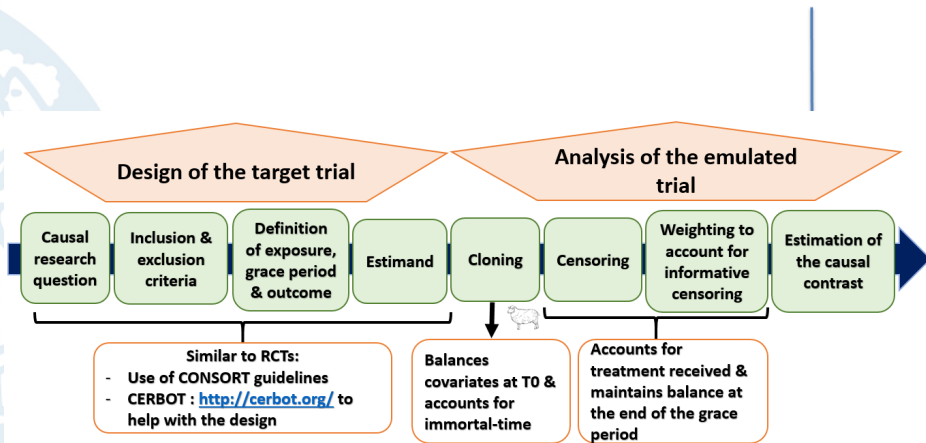 Design of the target trial
Analysis of the emulated
trial
Causal
research
question
Inclusion &
exclusion
criteria
Definition
of exposure,
grace period
& outcome
Estimand
Cloning
Censoring
Weighting to
account for
informative
censoring
Estimation of
the causal
contrast
Similar to RCTs:
- Use of CONSORT guidelines
- CERBOT : http://cerbot.org/ to
help with the design
Balances
covariates at T0 &
accounts for
immortal-time
Accounts for
treatment received &
maintains balance at
the end of the grace
period